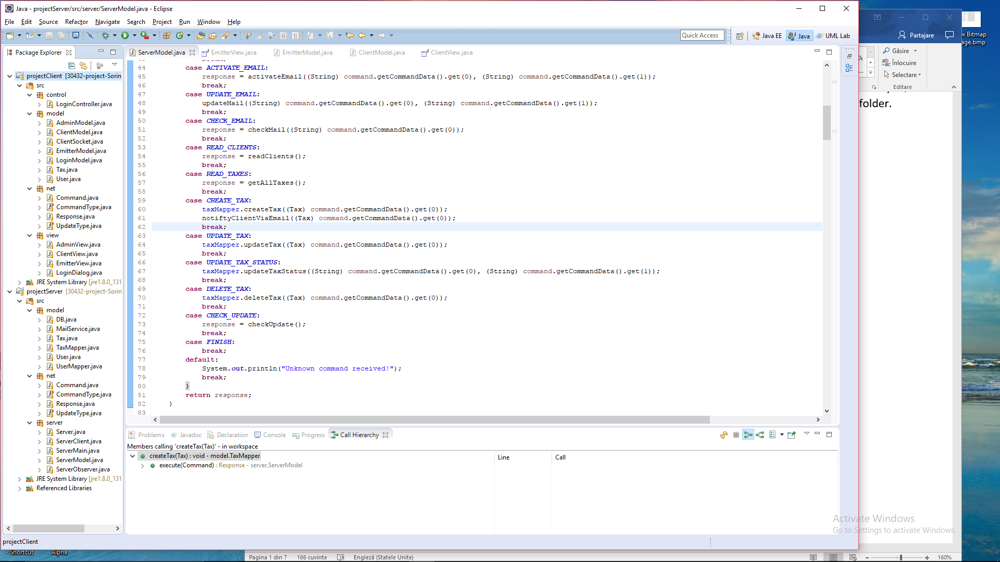 Java - projectServer/src/server/ServerModel.java - Eclipse
File Edit Source Refactor Navigate Search Project Run Window Help
Quick Access
Java EE
Java
UML Lab
Package Explorer
projectClient [30432-project-Sorin
src
control
LoginController.java
model
AdminModel.java
ClientModel.java
ClientSocket.java
EmitterModel.java
LoginModel.java
Tax.java
User.java
net
Command.java
CommandType.java
Response.java
UpdateType.java
view
AdminView.java
ClientView.java
EmitterView.java
LoginDialog.java
JRE System Library [jre1.8.0_131
projectServer [30432-project-Sorin
src
model
DB.java
MailService.java
Tax.java
TaxMapper.java
User.java
UserMapper.java
net
Command.java
CommandType.java
Response.java
UpdateType.java
server
Server.java
ServerClient.java
ServerMain.java
ServerModel.java
ServerObserver.java
JRE System Library [jre1.8.0_131
Referenced Libraries
ServerModel.java EmitterView.java EmitterModel.java ClientModel.java ClientView.java
44 case ACTIVATE_EMAIL:
45 response = activateEmail((String) command.getCommandData().get(0), (String) command.getCommandData().get(1));
46 break;
47 case UPDATE_EMAIL:
48 updateMail((String) command.getCommandData().get(0), (String) command.getCommandData().get(1));
49 break;
50 case CHECK_EMAIL:
51 response = checkMail((String) command.getCommandData().get(0));
52 break;
53 case READ_CLIENTS:
54 response = readClients();
55 break;
56 case READ_TAXES:
57 response = getAllTaxes();
58 break;
59 case CREATE_TAX:
60 taxMapper.createTax((Tax) command.getCommandData().get(0));
61 notiftyClientViaEmail((Tax) command.getCommandData().get(0));
62 break;
63 case UPDATE_TAX:
64 taxMapper.updateTax((Tax) command.getCommandData().get(0));
65 break;
66 case UPDATE_TAX_STATUS:
67 taxMapper.updateTaxStatus((String) command.getCommandData().get(0), (String) command.getCommandData().get(1));
68 break;
69 case DELETE_TAX:
70 taxMapper.deleteTax((Tax) command.getCommandData().get(0));
71 break;
72 case CHECK_UPDATE:
73 response = checkUpdate();
74 break;
75 case FINISH:
76 break;
77 default:
78 System.out.println("Unknown command received!");
79 break;
80 }
81 return response;
82 }
83
Problems @ Javadoc Declaration Console Progress Call Hierarchy
Members calling 'createTax(Tax)' - in workspace
createTax(Tax) : void - model.TaxMapper
execute(Command) : Response - server.ServerModel
Line Call
projectClient
Partajare
Găsire
Înlocuire
Selectare
Editare
folder.
w Bitmap
age.bmp
Activate Windows
Go to Settings to activate Windows.
- Shortcut
Alpha
Pagina 1 din 7 166 cuvinte Engleză (Statele Unite)
160%